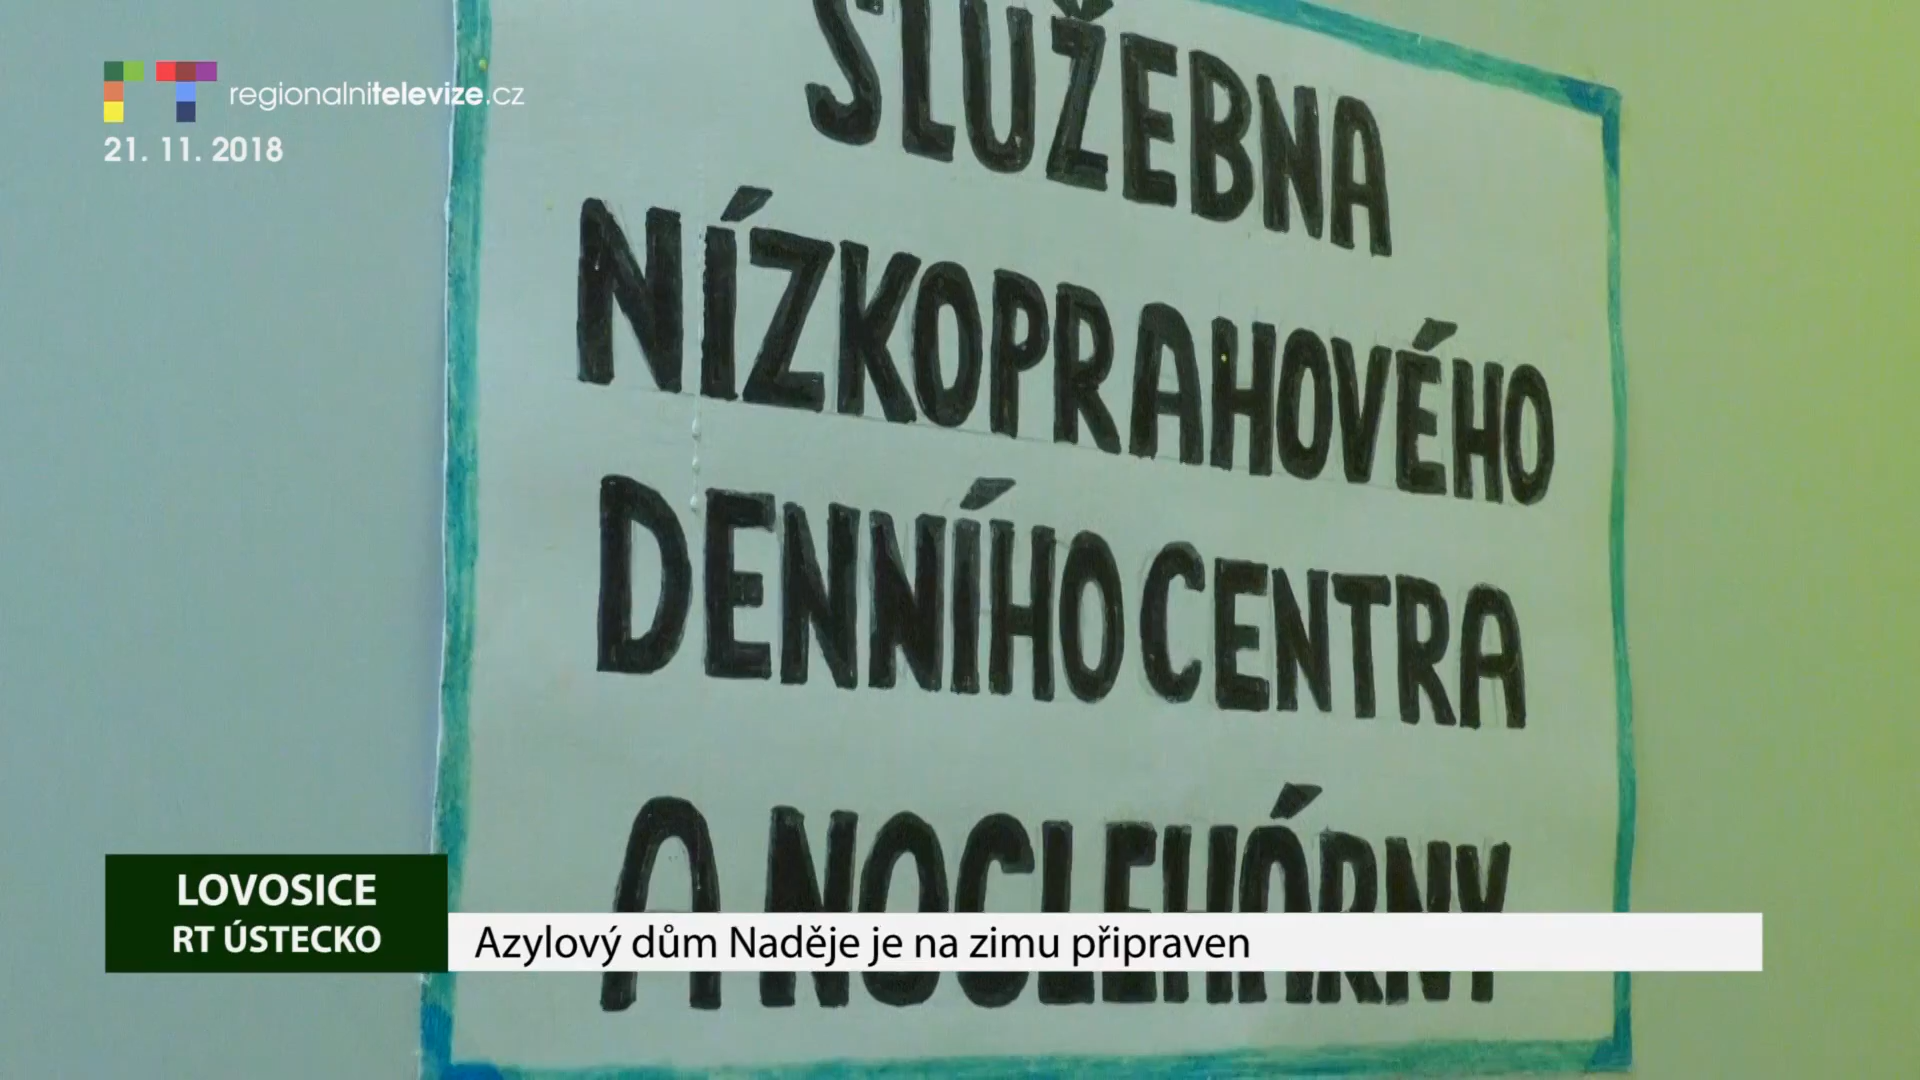 regionalnitelevize.cz
21. 11. 2018
SLUŽEBNA
NÍZKOPRAHOVÉHO
DENNÍHO CENTRA
A NOCLEHÁRNY
LOVOSICE
RT ÚSTECKO
Azylový dům Naděje je na zimu připraven